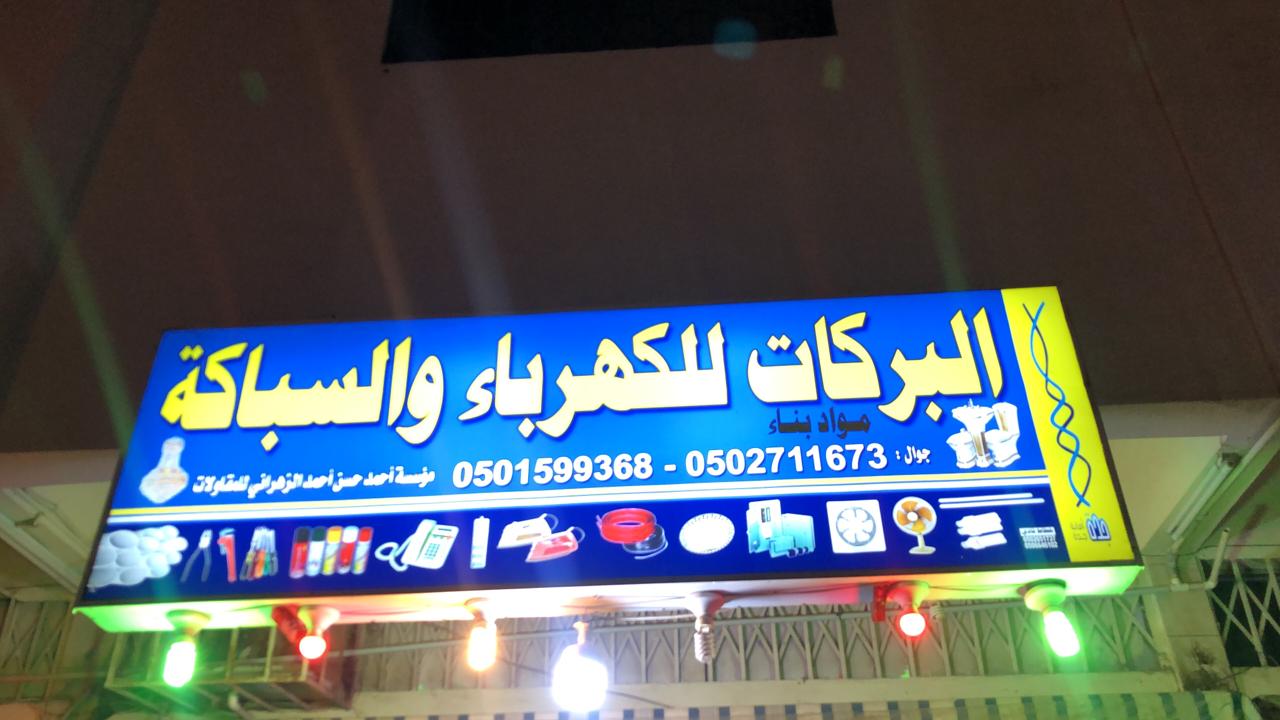 البركات للكهرباء والسباكة
مواد بناء
جوال : 0502711673 - 0501599368
مؤسسة أحمد حسن أحمد الزهراني للمقاولات